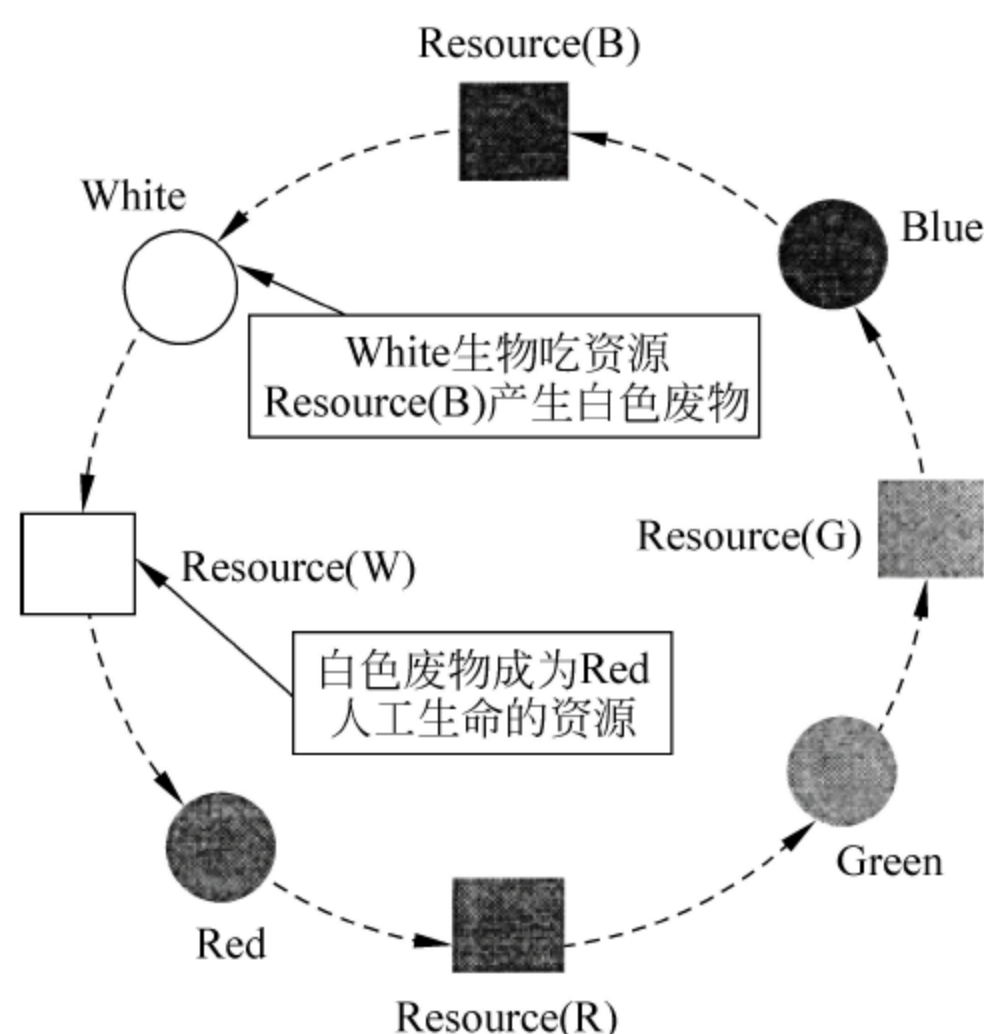 Resource(B)
White
Blue
White生物吃资源
Resource(B)产生白色废物
Resource(G)
Resource(W)
白色废物成为Red
人工生命的资源
Green
Red
Resource(R)